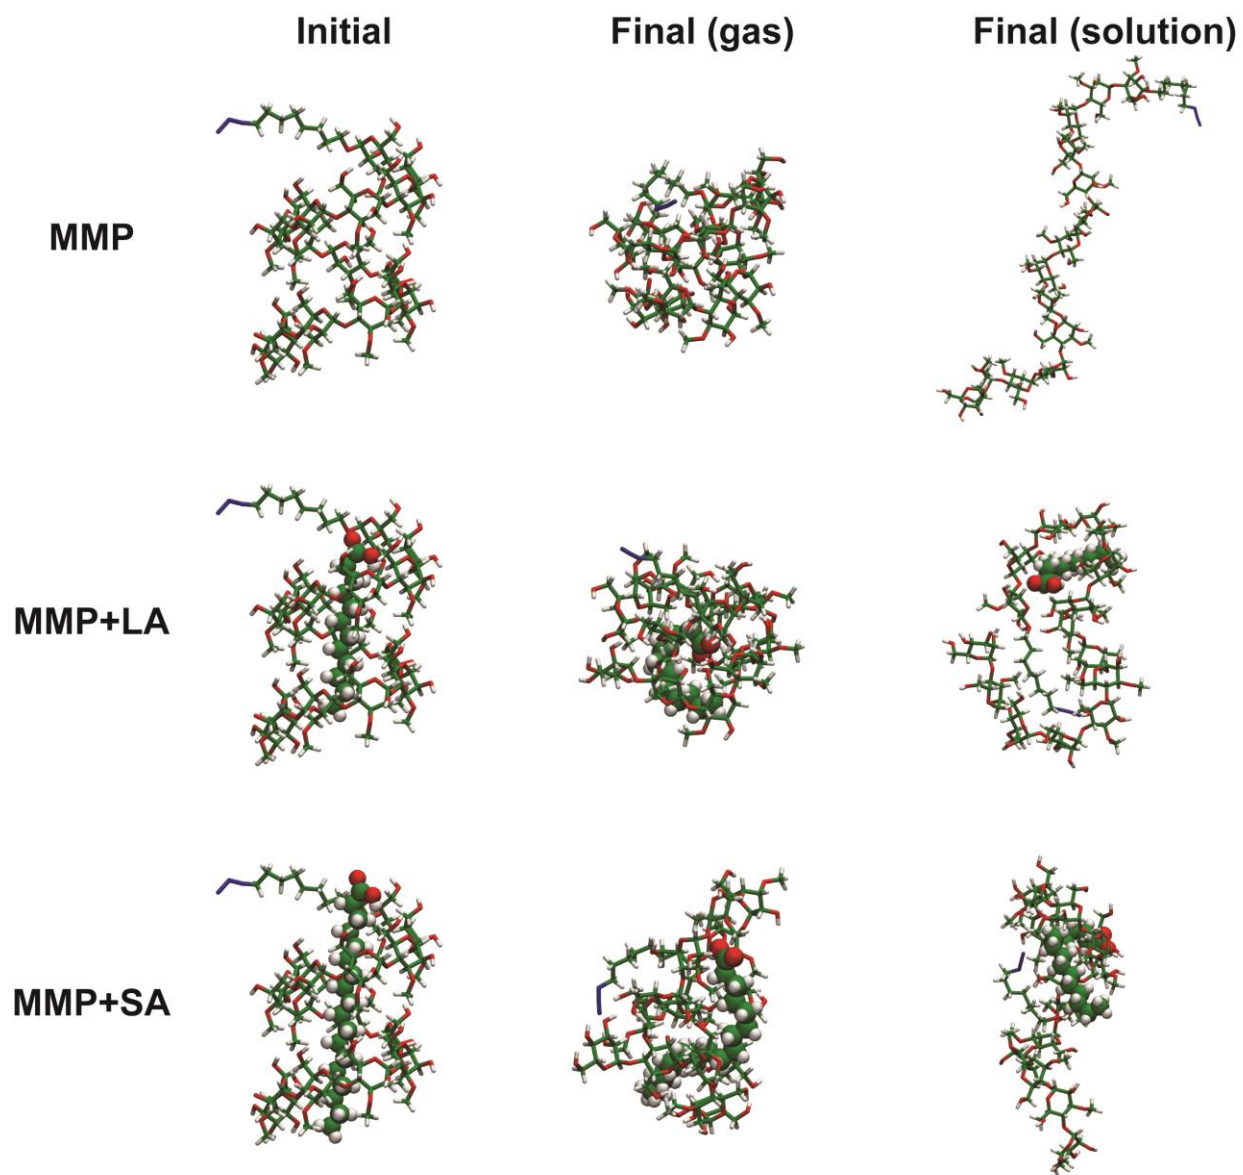 Initial
Final (gas)
Final (solution)
MMP
MMP+LA
MMP+SA